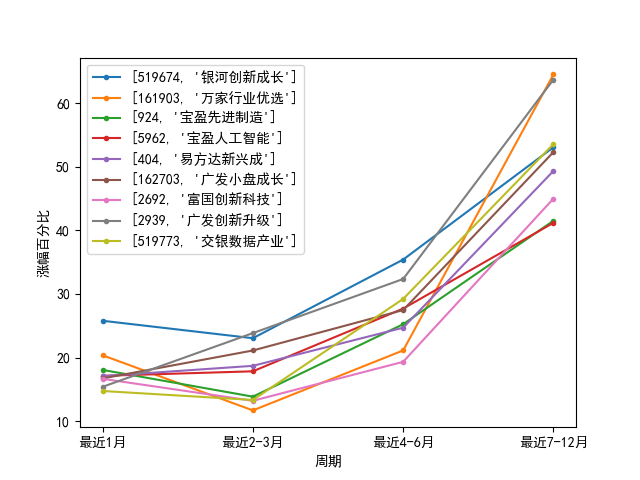 [519674, '银河创新成长']
[161903, '万家行业优选']
[924, '宝盈先进制造']
[5962, '宝盈人工智能']
[404, '易方达新兴成']
[162703, '广发小盘成长']
[2692, '富国创新科技']
[2939, '广发创新升级']
[519773, '交银数据产业']
涨幅百分比
60
50
40
30
20
10
最近1月
最近2-3月
最近4-6月
最近7-12月
周期